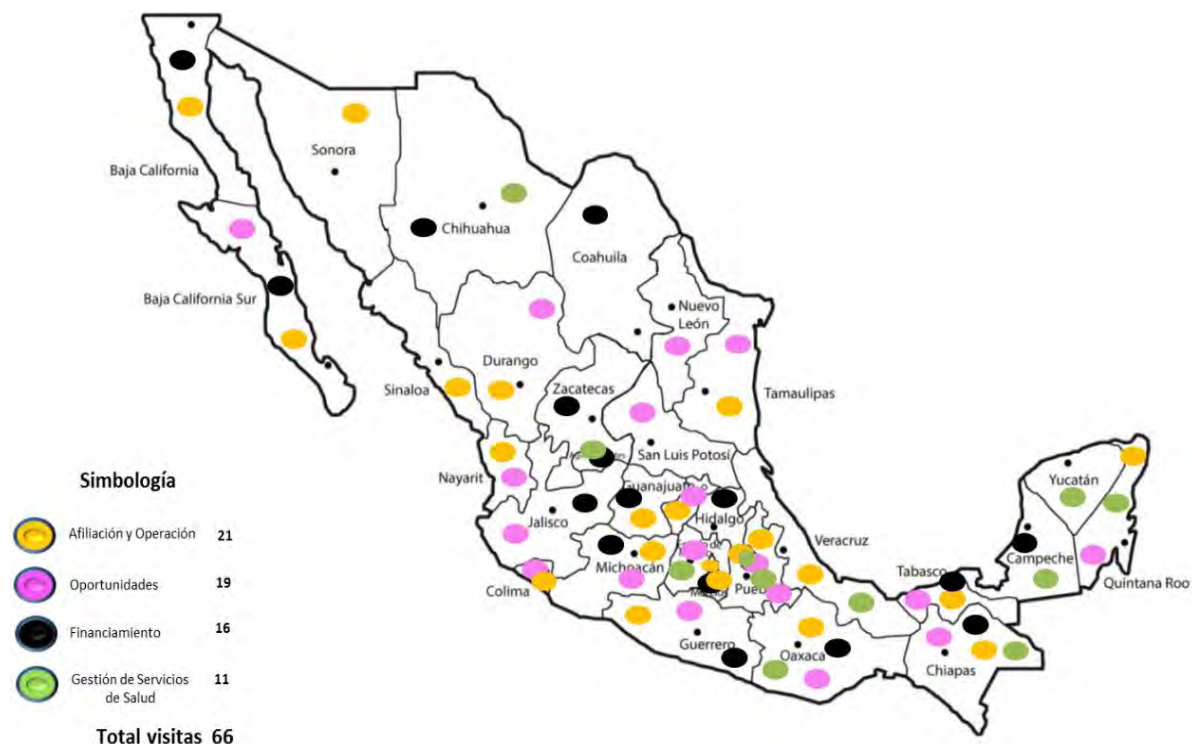 Baja California
Sonora
Chihuahua
Coahuila
Baja California Sur
Nuevo
León
Durango
Sinaloa
Zacatecas
Tamaulipas
San Luis Potosí
Nayarit
Guanajuato
Hidalgo
Jalisco
Yucatán
Veracruz
Michoacán
Campeche
Tabasco
Quintana Roo
Colima
Guerrero
Oaxaca
Chiapas
Simbología
Afiliación y Operación 21
Oportunidades 19
Financiamiento 16
Gestión de Servicios 11
de Salud
Total visitas 66